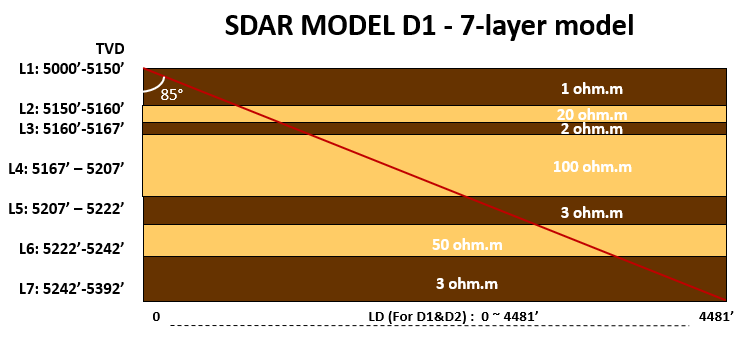 SDAR MODEL D1 - 7-layer model
TVD
L1: 5000’-5150’
85°
1 ohm.m
L2: 5150’-5160’
20 ohm.m
L3: 5160’-5167’
2 ohm.m
L4: 5167’ – 5207’
100 ohm.m
L5: 5207’ – 5222’
3 ohm.m
L6: 5222’-5242’
50 ohm.m
L7: 5242’-5392’
3 ohm.m
0 LD (For D1&D2) : 0 ~ 4481’ 4481’